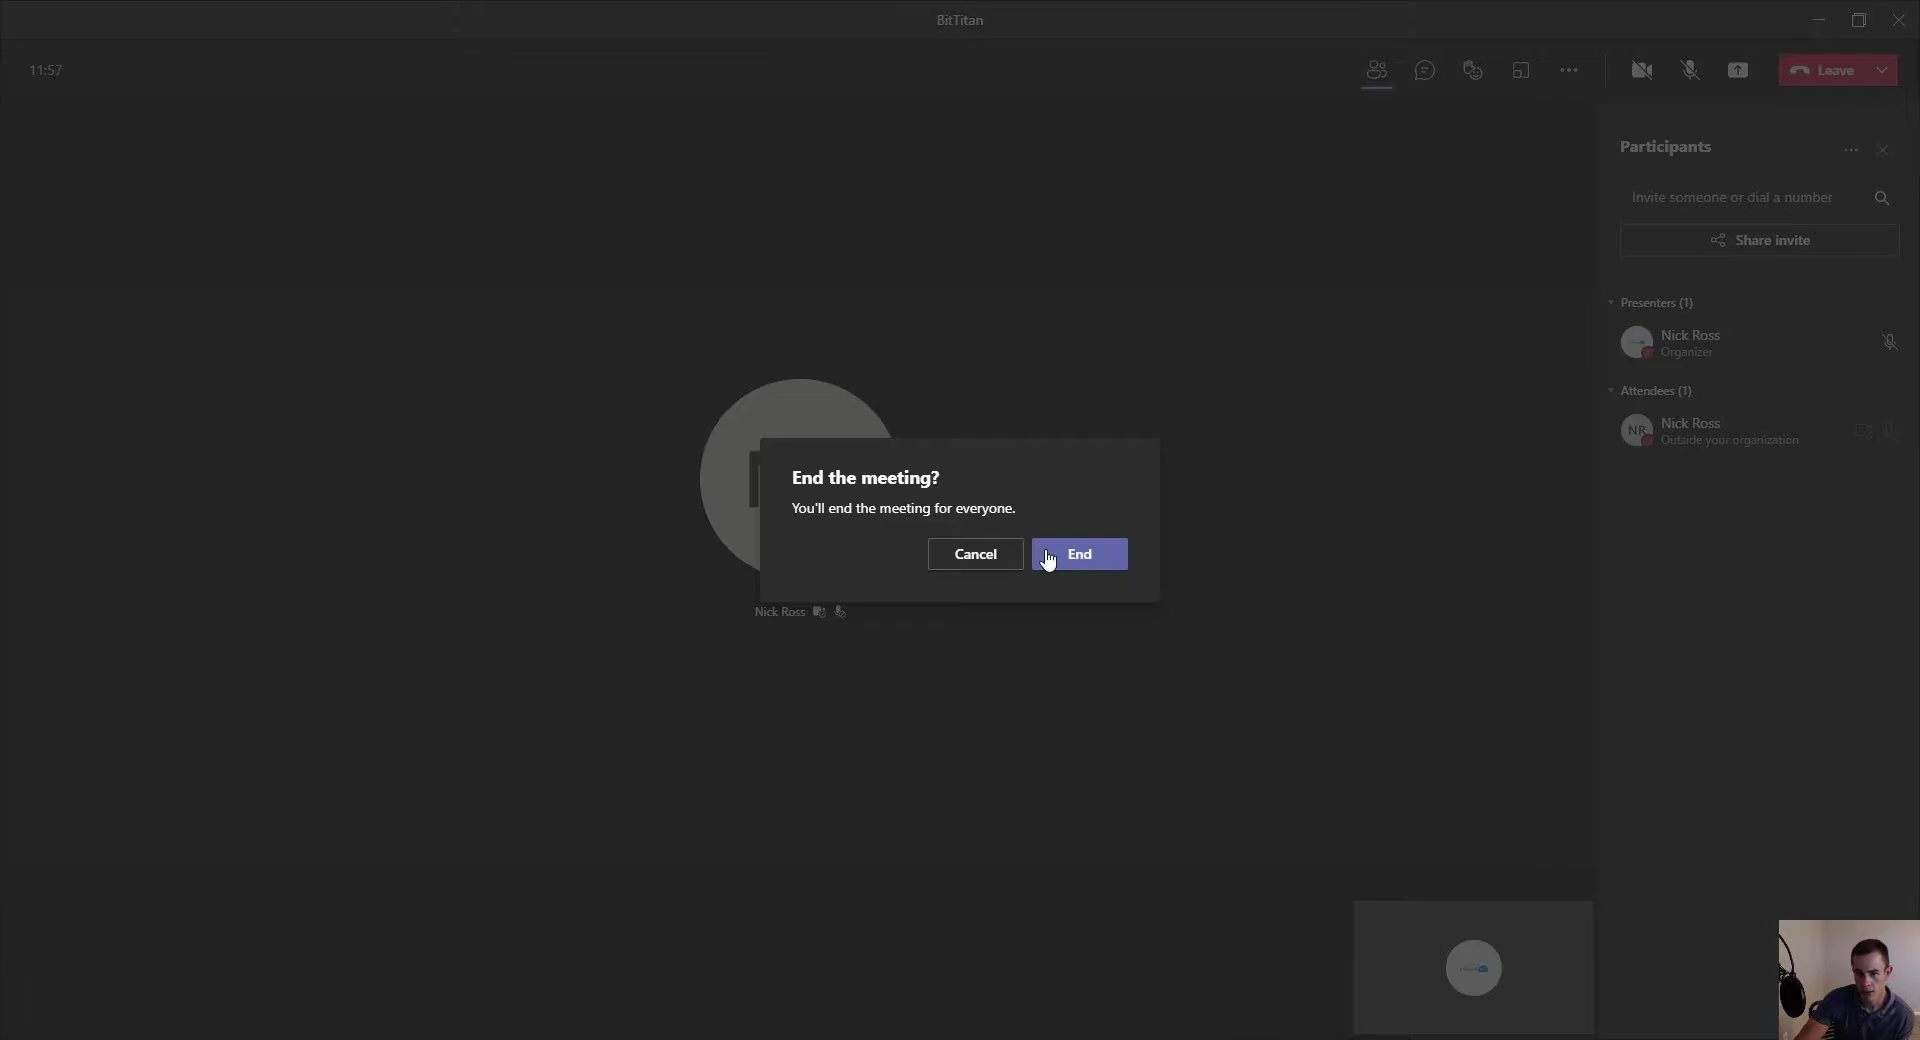 BitTitan
11:57
Leave
Participants
Invite someone or dial a number
Share invite
Presenters (1)
Nick Ross
Organizer
Attendees (1)
NR
Nick Ross
Outside your organization
End the meeting?
You'll end the meeting for everyone.
Cancel
End
Nick Ross